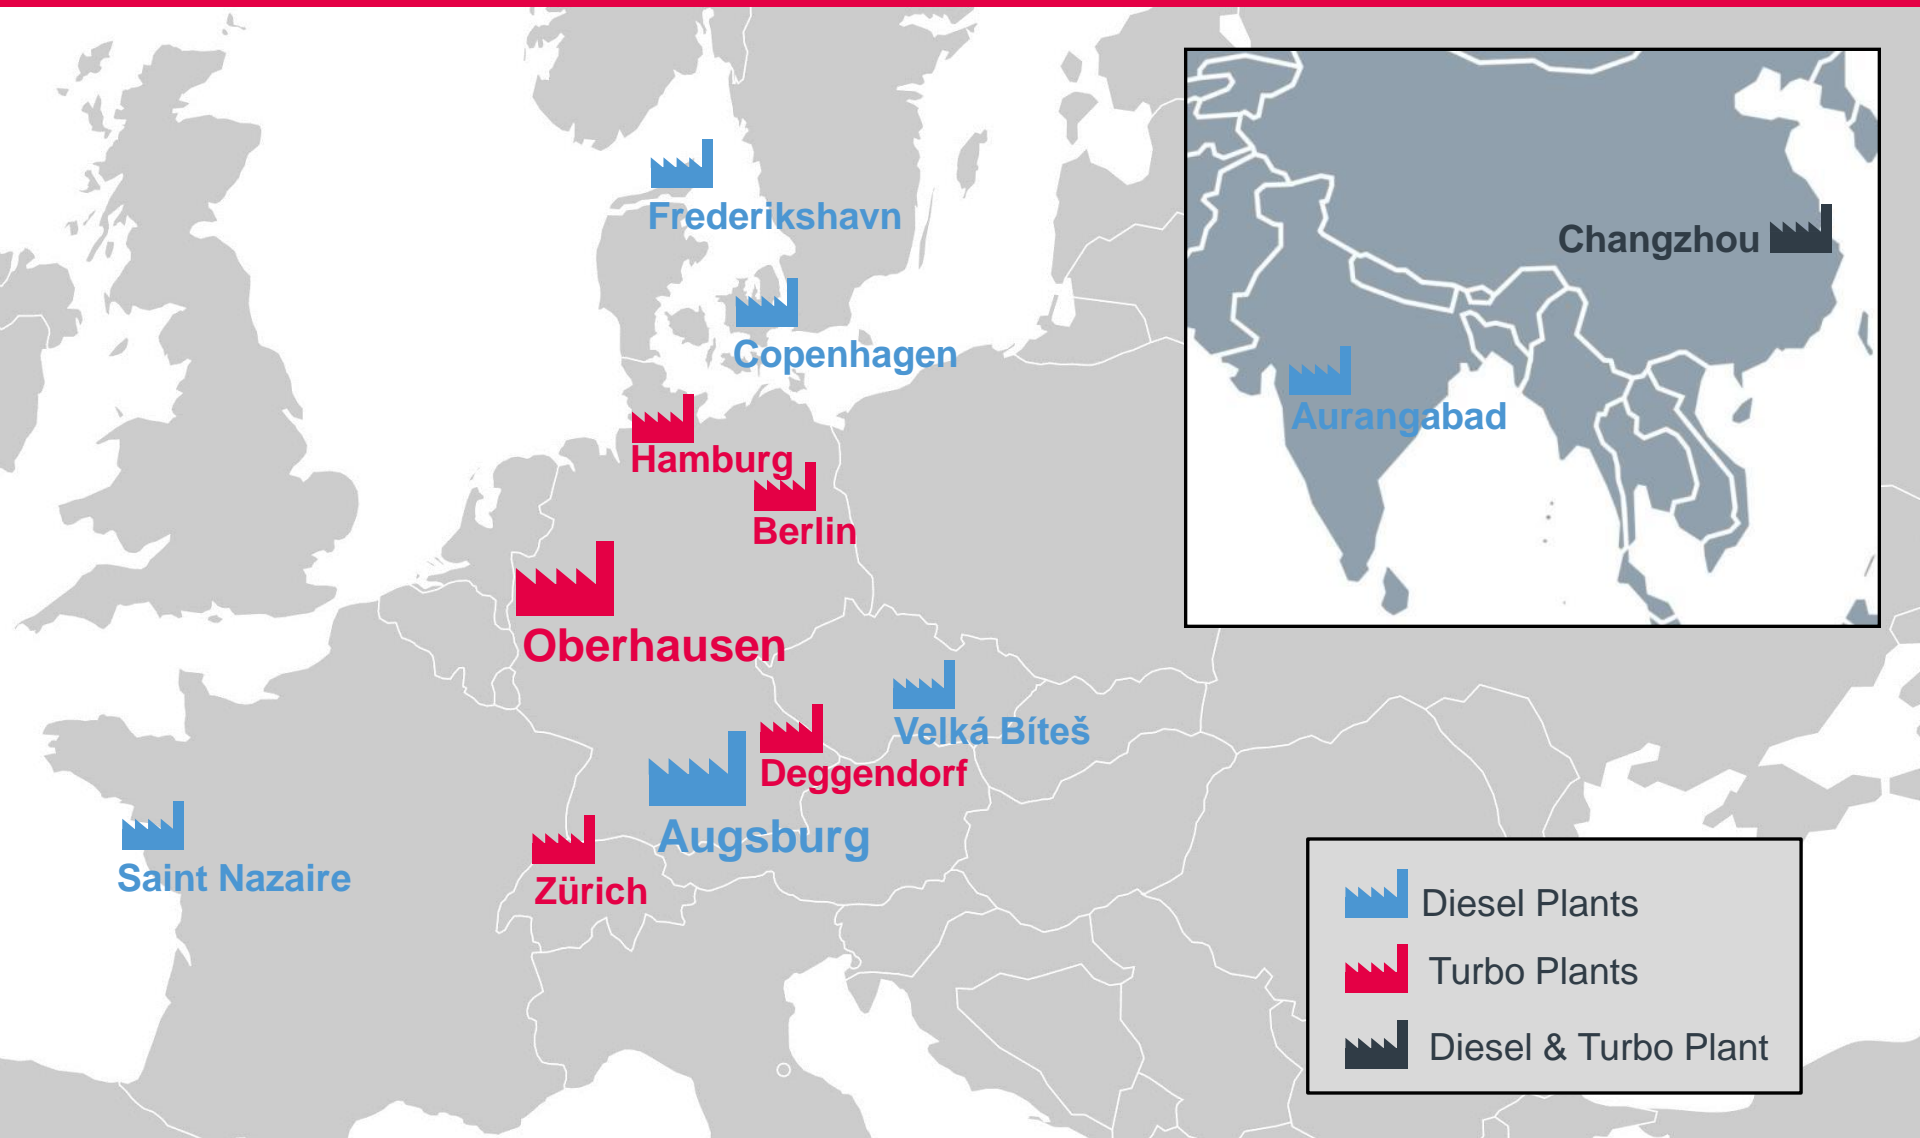 Frederikshavn
Changzhou
Copenhagen
Aurangabad
Hamburg
Berlin
Oberhausen
Velká Bíteš
Deggendorf
Augsburg
Saint Nazaire
Zürich
Diesel Plants
Turbo Plants
Diesel & Turbo Plant